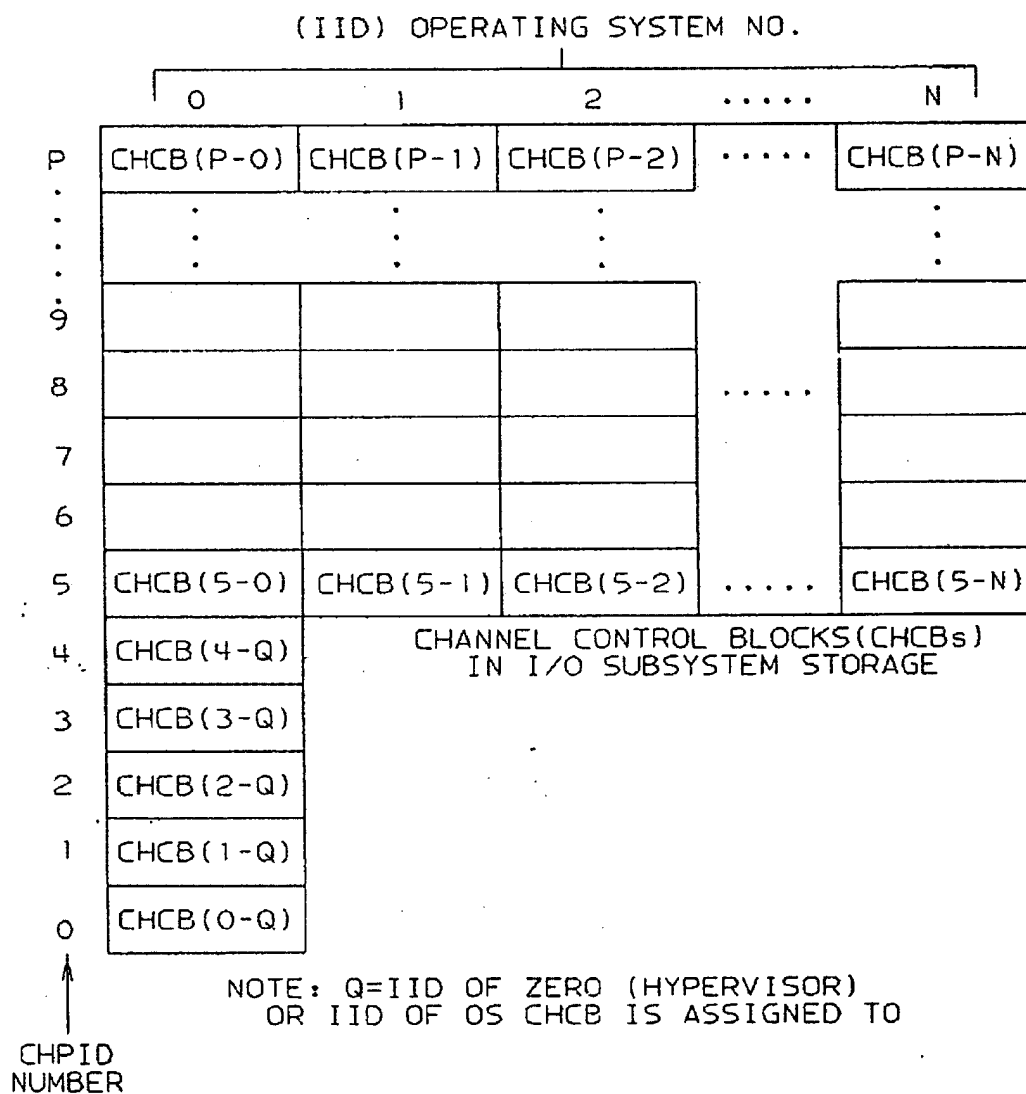 (IID) OPERATING SYSTEM NO.
0 1 2 ..... N
P CHCB(P-0) CHCB(P-1) CHCB(P-2) ..... CHCB(P-N)
9
8 .....
7
6
5 CHCB(5-0) CHCB(5-1) CHCB(5-2) ..... CHCB(5-N)
CHANNEL CONTROL BLOCKS(CHCBs)
4 CHCB(4-Q)
IN I/O SUBSYSTEM STORAGE
3 CHCB(3-Q)
2 CHCB(2-Q)
1 CHCB(1-Q)
0 CHCB(0-Q)
NOTE: Q=IID OF ZERO (HYPERVISOR)
OR IID OF OS CHCB IS ASSIGNED TO
CHPID
NUMBER